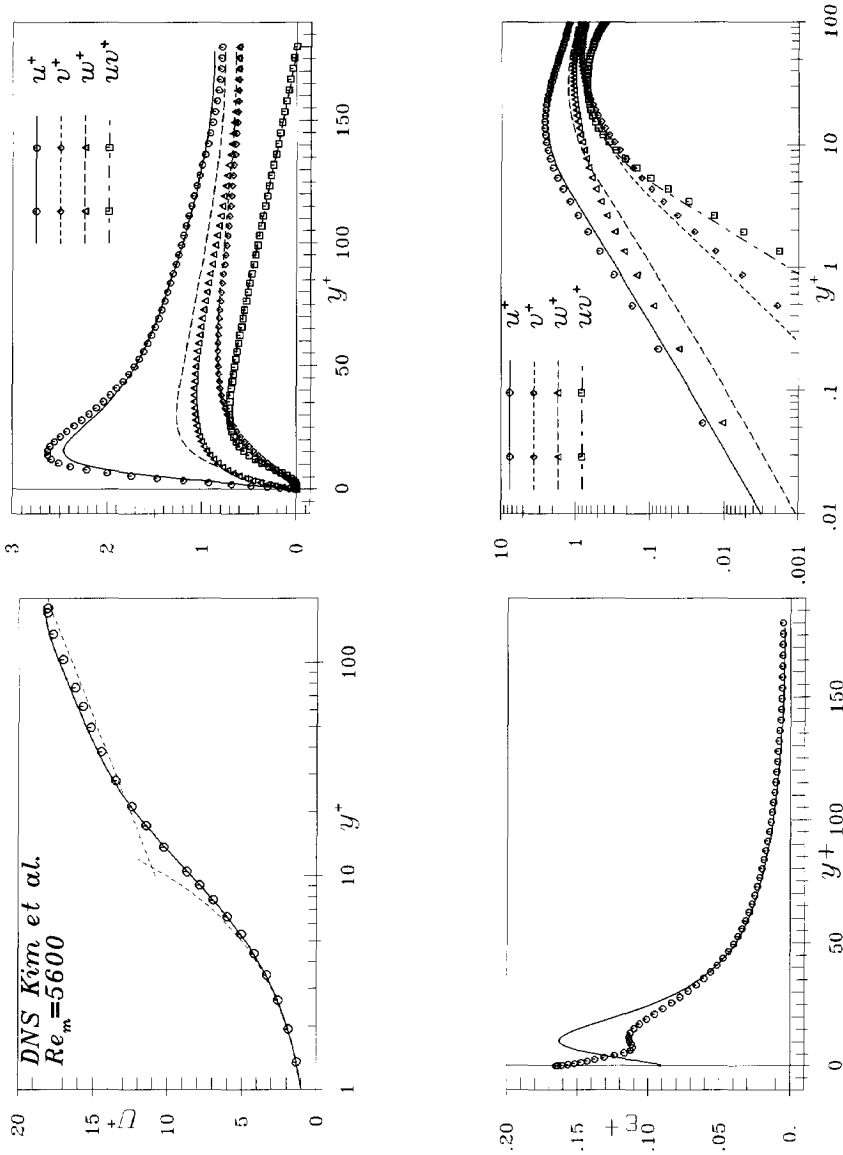 DNS Kim et al.
Re_m=5600
20
15
10
5
0
U^+
1
10
100
y^+
3
2
1
0
u^+
v^+
w^+
uv^+
0
50
100
150
y^+
.20
.15
.10
.05
0.
ε^+
0
50
100
150
y^+
10
1
.1
.01
.001
u^+
v^+
w^+
uv^+
.01
.1
1
10
100
y^+